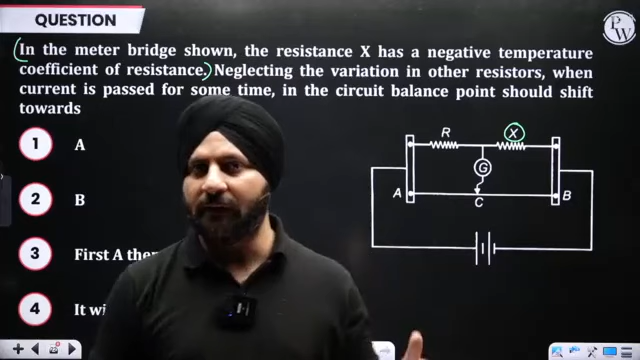 QUESTION
In the meter bridge shown, the resistance X has a negative temperature
coefficient of resistance. Neglecting the variation in other resistors, when
current is passed for some time, in the circuit balance point should shift
towards
1 A
2 B
3 First A
4 It
R
X
G
A
C
B
P
W